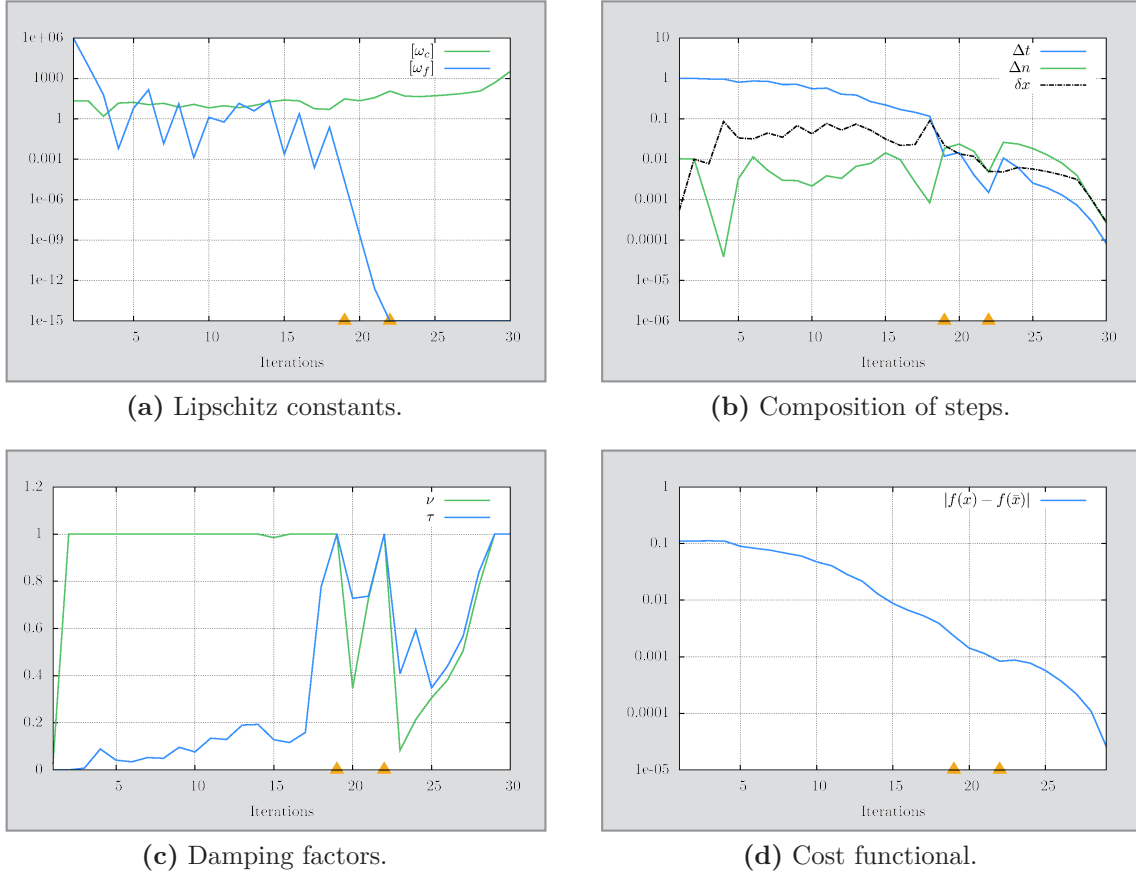 1e+06
1000
1
0.001
1e-06
1e-09
1e-12
1e-15
5
10
15
20
25
30
Iterations
[ω_c]
[ω_f]
(a) Lipschitz constants.
10
1
0.1
0.01
0.001
0.0001
1e-05
1e-06
5
10
15
20
25
30
Iterations
Δt
Δn
δx
(b) Composition of steps.
1.2
1
0.8
0.6
0.4
0.2
0
5
10
15
20
25
30
Iterations
ν
τ
(c) Damping factors.
1
0.1
0.01
0.001
0.0001
1e-05
5
10
15
20
25
Iterations
|f(x) − f(x̄)|
(d) Cost functional.